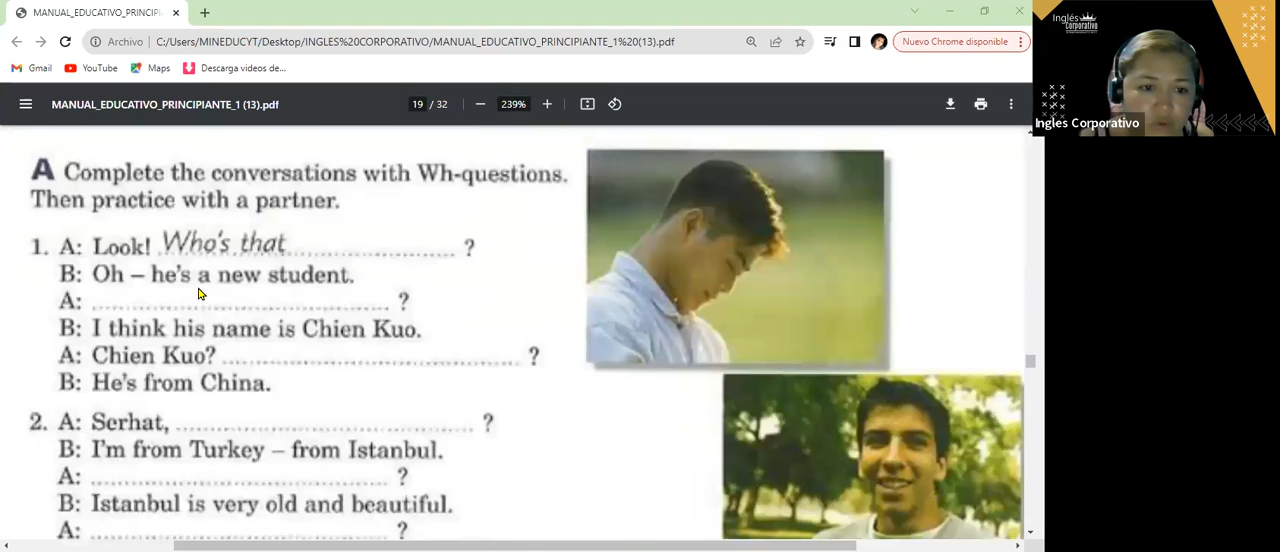 MANUAL_EDUCATIVO_PRINCIPI
Archivo
C:/Users/MINEDUCYT/Desktop/INGLES%20CORPORATIVO/MANUAL_EDUCATIVO_PRINCIPIANTE_1%20(13).pdf
Nuevo Chrome disponible
Gmail
YouTube
Maps
Descarga videos de...
MANUAL_EDUCATIVO_PRINCIPIANTE_1 (13).pdf
19 / 32
239%
Inglés
Corporativo
Ingles Corporativo
A Complete the conversations with Wh-questions.
Then practice with a partner.
1. A: Look! Who's that ?
B: Oh – he's a new student.
A: ?
B: I think his name is Chien Kuo.
A: Chien Kuo? ?
B: He's from China.
2. A: Serhat, ?
B: I'm from Turkey – from Istanbul.
A: ?
B: Istanbul is very old and beautiful.
A: ?